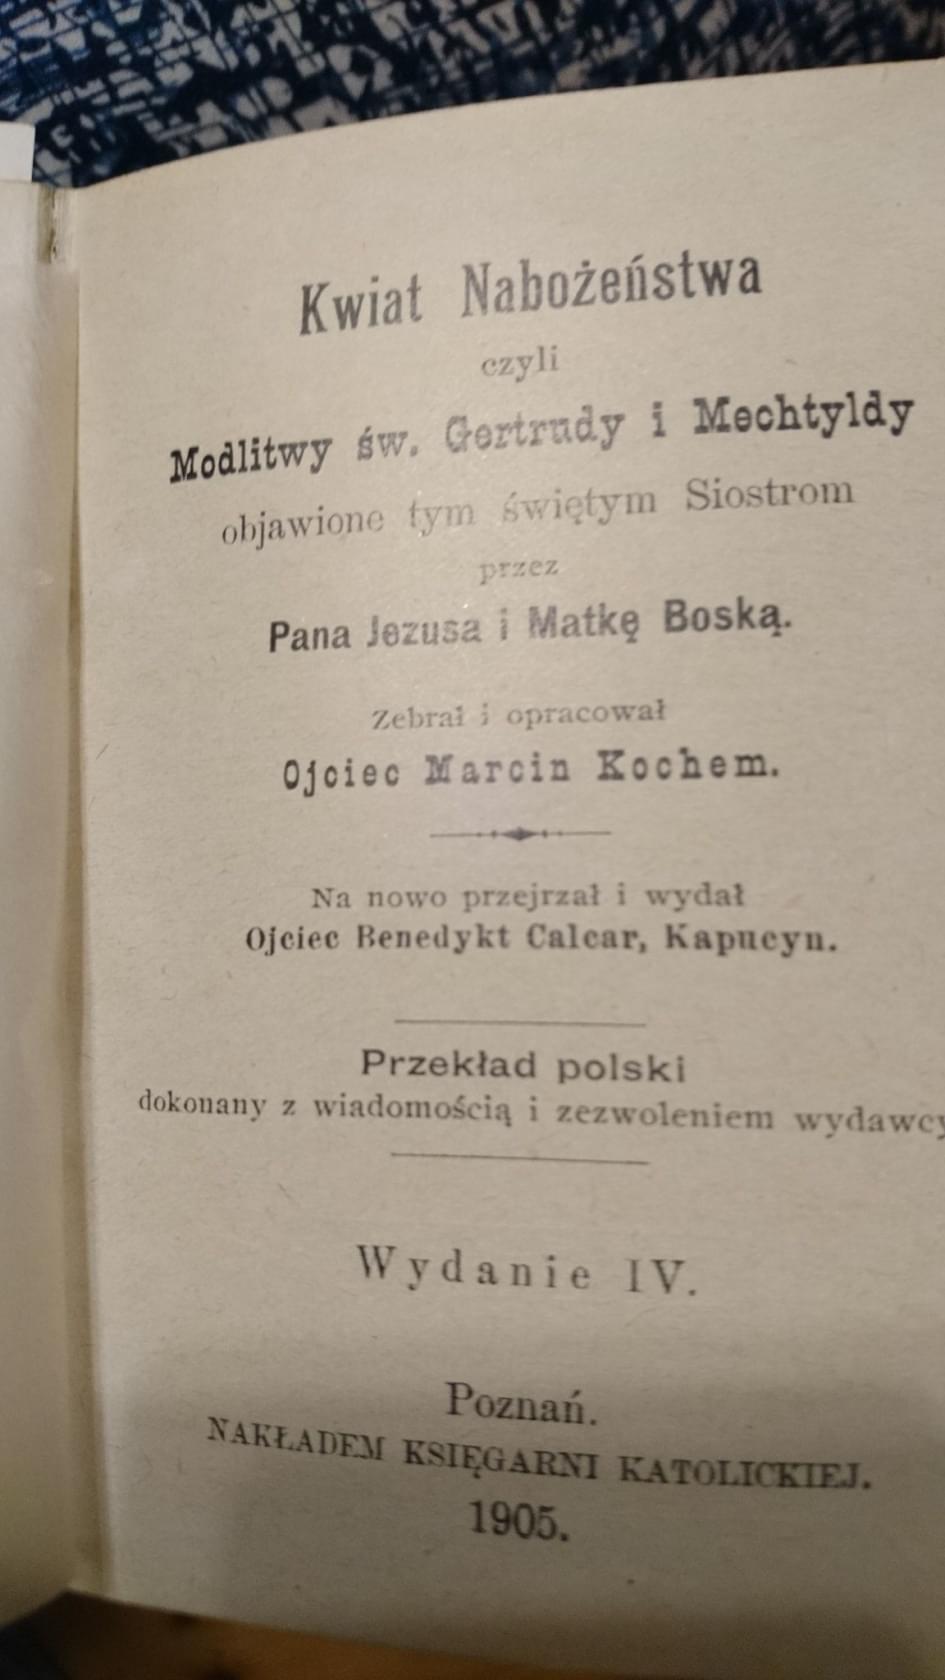 Kwiat Nabożeństwa
czyli
Modlitwy św. Gertrudy i Mechtyldy
objawione tym świętym Siostrom
przez
Pana Jezusa i Matkę Boską.
Zebrał i opracował
Ojciec Marcin Kochem.
Na nowo przejrzał i wydał
Ojciec Benedykt Calcar, Kapucyn.
Przekład polski
dokonany z wiadomością i zezwoleniem wydawcy
Wydanie IV.
Poznań.
NAKŁADEM KSIĘGARNI KATOLICKIEJ.
1905.